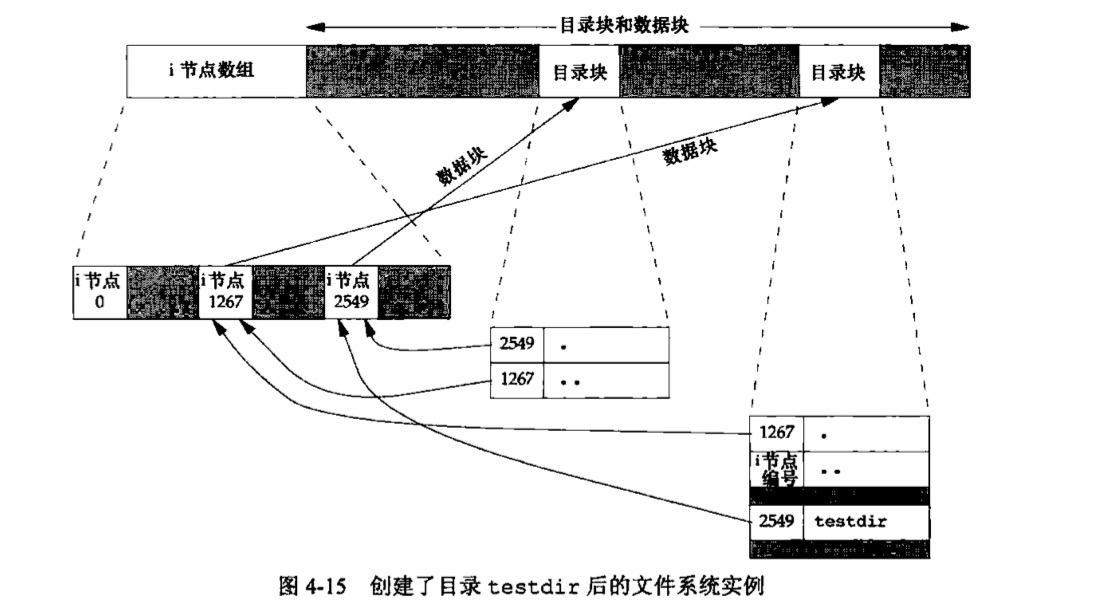 目录块和数据块
i 节点数组
目录块
目录块
数据块
数据块
i 节点
0
i 节点
1267
i 节点
2549
2549 .
1267 ..
1267 .
i 节点
编号
..
2549 testdir
图 4-15 创建了目录 testdir 后的文件系统实例